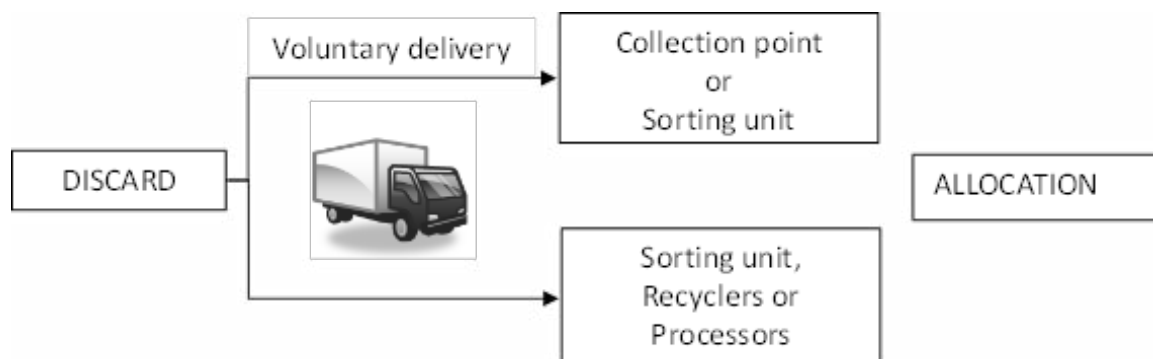 Voluntary delivery
Collection point
or
Sorting unit
DISCARD
ALLOCATION
Sorting unit,
Recyclers or
Processors